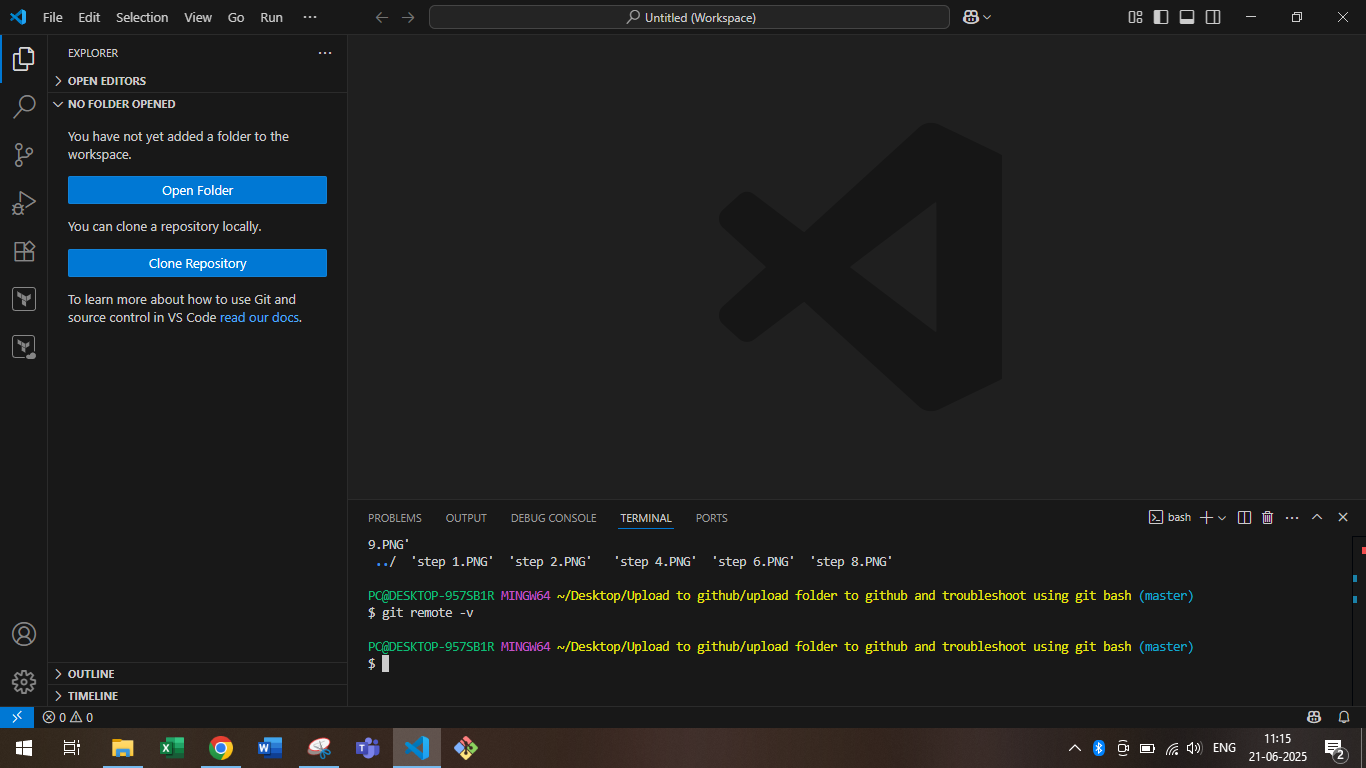 File Edit Selection View Go Run ···
Untitled (Workspace)
EXPLORER
OPEN EDITORS
NO FOLDER OPENED
You have not yet added a folder to the
workspace.
Open Folder
You can clone a repository locally.
Clone Repository
To learn more about how to use Git and
source control in VS Code read our docs.
OUTLINE
TIMELINE
PROBLEMS OUTPUT DEBUG CONSOLE TERMINAL PORTS
bash
9.PNG'
../ 'step 1.PNG' 'step 2.PNG' 'step 4.PNG' 'step 6.PNG' 'step 8.PNG'
PC@DESKTOP-957SB1R MINGW64 ~/Desktop/Upload to github/upload folder to github and troubleshoot using git bash (master)
$ git remote -v
PC@DESKTOP-957SB1R MINGW64 ~/Desktop/Upload to github/upload folder to github and troubleshoot using git bash (master)
$
0 0
ENG
11:15
21-06-2025
2